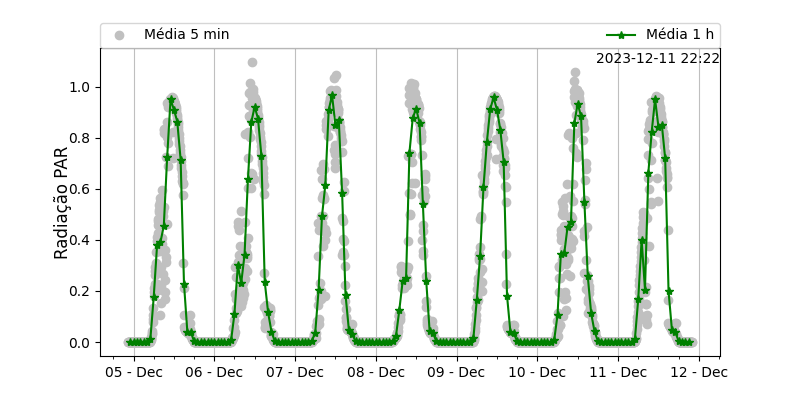 Média 5 min
Média 1 h
2023-12-11 22:22
Radiação PAR
1.0
0.8
0.6
0.4
0.2
0.0
05 - Dec
06 - Dec
07 - Dec
08 - Dec
09 - Dec
10 - Dec
11 - Dec
12 - Dec